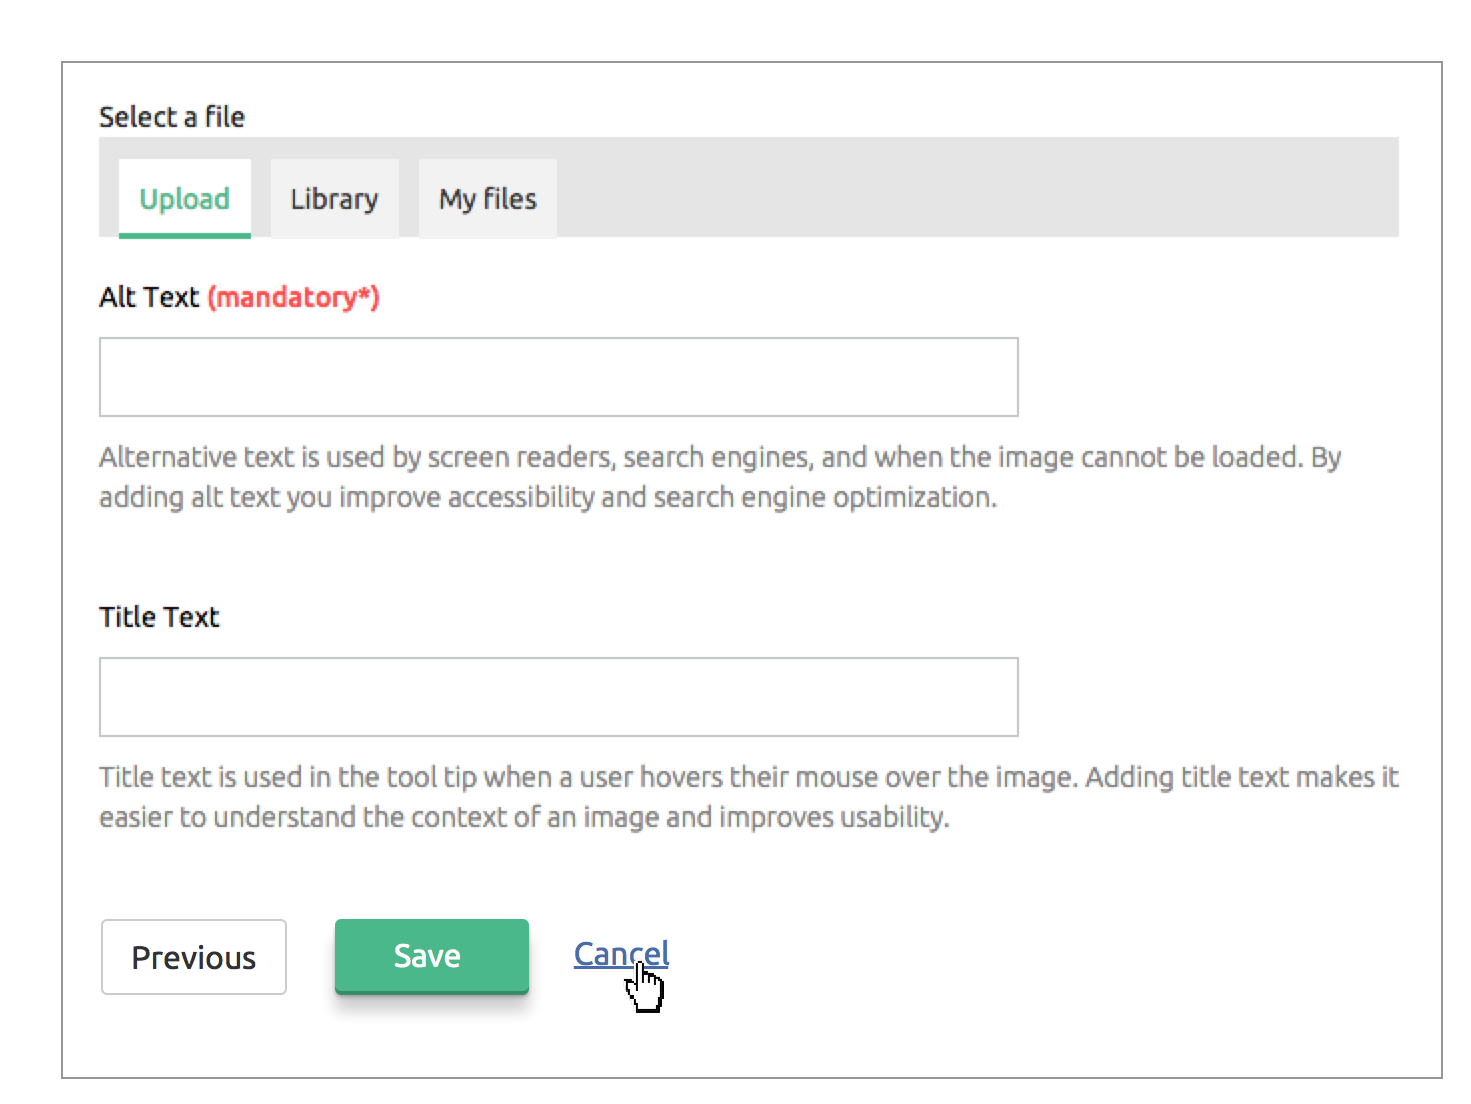 Select a file
Upload Library My files
Alt Text (mandatory*)
Alternative text is used by screen readers, search engines, and when the image cannot be loaded. By
adding alt text you improve accessibility and search engine optimization.
Title Text
Title text is used in the tool tip when a user hovers their mouse over the image. Adding title text makes it
easier to understand the context of an image and improves usability.
Previous Save Cancel